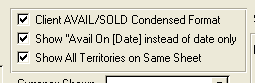 Client AVAIL/SOLD Condensed Format
Show "Avail On [Date] instead of date only
Show All Territories on Same Sheet